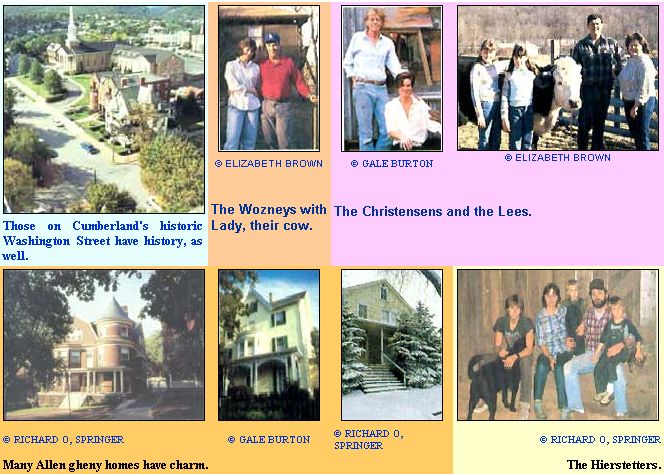 © ELIZABETH BROWN
© GALE BURTON
© ELIZABETH BROWN
Those on Cumberland's historic
Washington Street have history, as
well.
The Wozneys with
Lady, their cow.
The Christensens and the Lees.
© RICHARD O, SPRINGER
© GALE BURTON
© RICHARD O,
SPRINGER
© RICHARD O, SPRINGER
Many Allen gheny homes have charm.
The Hierstetters.